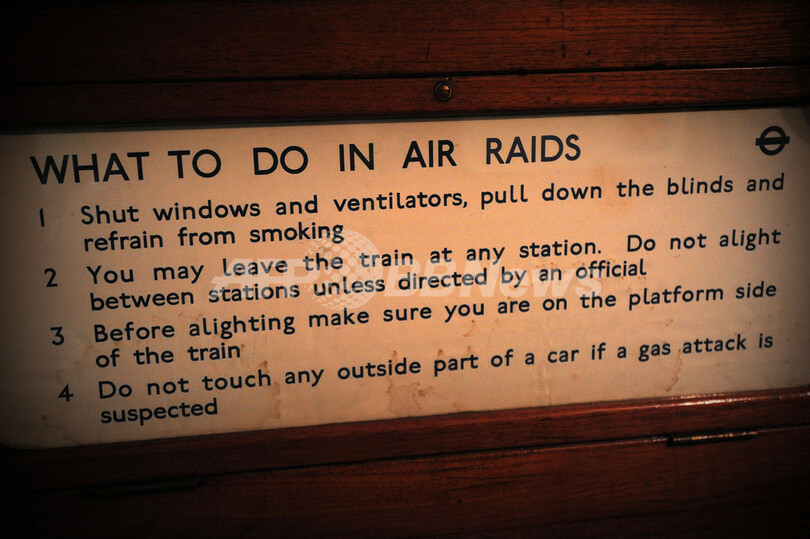 WHAT TO DO IN AIR RAIDS
1 Shut windows and ventilators, pull down the blinds and
refrain from smoking
2 You may leave the train at any station. Do not alight
between stations unless directed by an official
3 Before alighting make sure you are on the platform side
of the train
4 Do not touch any outside part of a car if a gas attack is
suspected
AFP BBNews